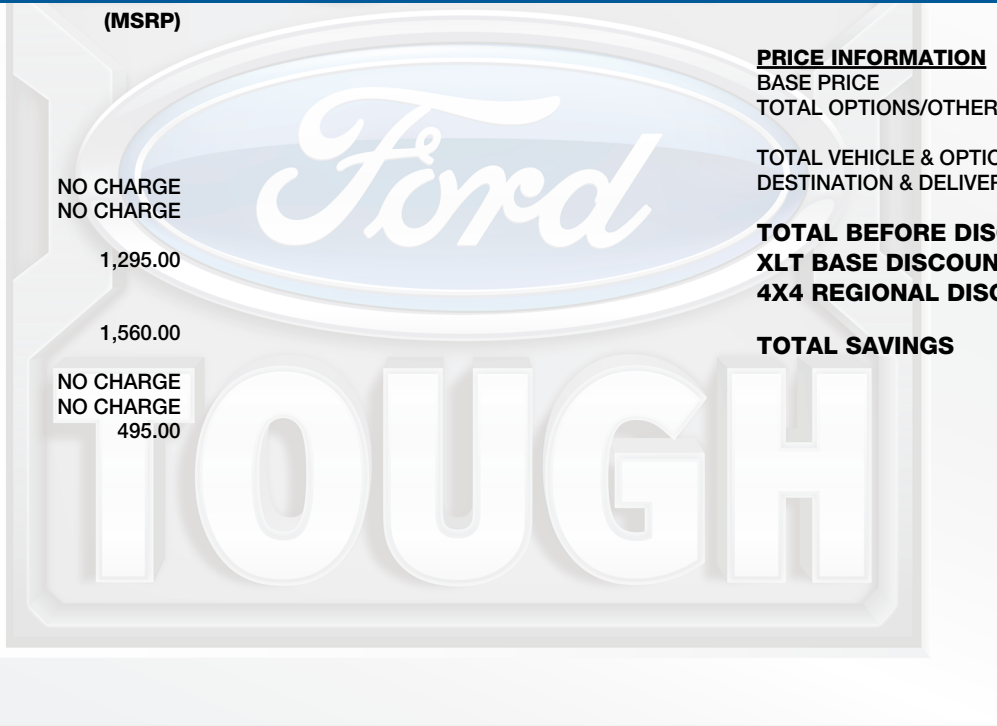 (MSRP)
NO CHARGE
NO CHARGE
1,295.00
1,560.00
NO CHARGE
NO CHARGE
495.00
PRICE INFORMATION
BASE PRICE
TOTAL OPTIONS/OTHER
TOTAL VEHICLE & OPTIO
DESTINATION & DELIVER
TOTAL BEFORE DIS
XLT BASE DISCOUN
4X4 REGIONAL DISC
TOTAL SAVINGS
Ford
TOUGH